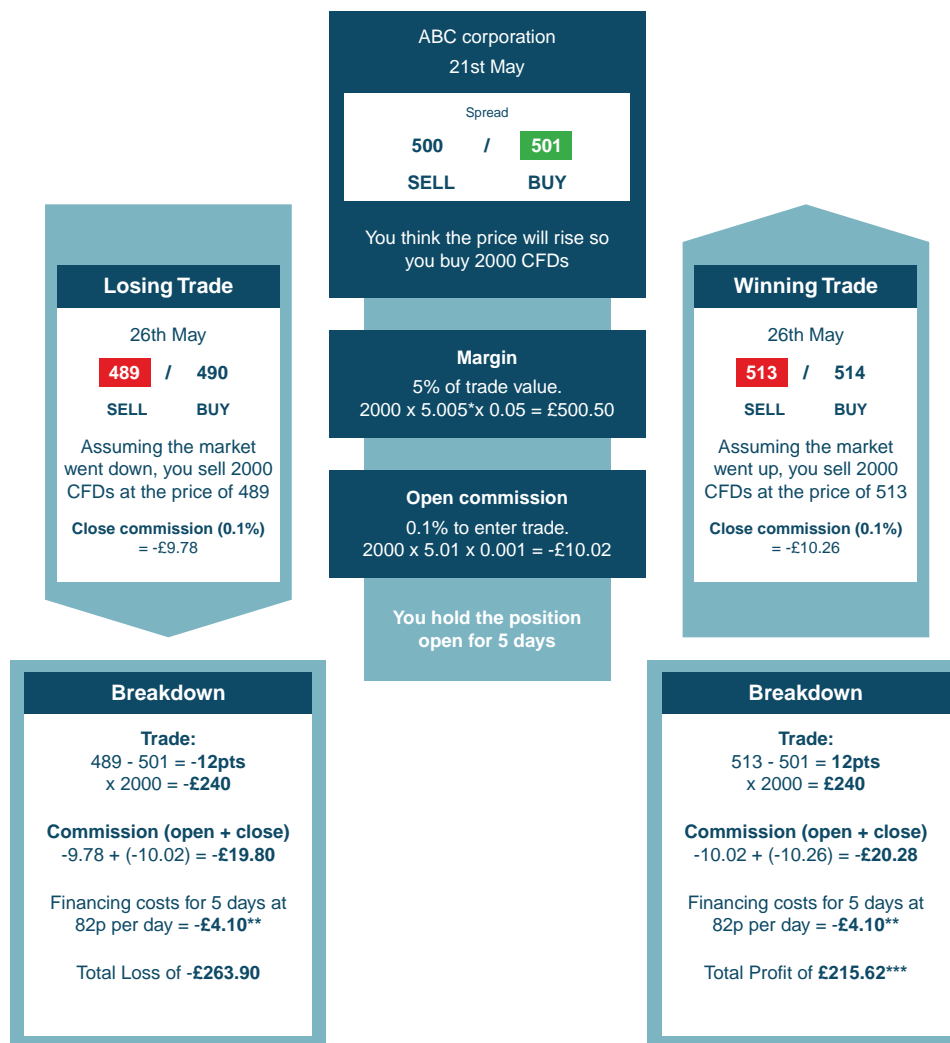 ABC corporation
21st May
Spread
500 / 501
SELL BUY
You think the price will rise so
you buy 2000 CFDs
Losing Trade
26th May
489 / 490
SELL BUY
Assuming the market
went down, you sell 2000
CFDs at the price of 489
Close commission (0.1%)
= -£9.78
Margin
5% of trade value.
2000 x 5.005*x 0.05 = £500.50
Open commission
0.1% to enter trade.
2000 x 5.01 x 0.001 = -£10.02
You hold the position
open for 5 days
Winning Trade
26th May
513 / 514
SELL BUY
Assuming the market
went up, you sell 2000
CFDs at the price of 513
Close commission (0.1%)
= -£10.26
Breakdown
Trade:
489 - 501 = -12pts
x 2000 = -£240
Commission (open + close)
-9.78 + (-10.02) = -£19.80
Financing costs for 5 days at
82p per day = -£4.10**
Total Loss of -£263.90
Breakdown
Trade:
513 - 501 = 12pts
x 2000 = £240
Commission (open + close)
-10.02 + (-10.26) = -£20.28
Financing costs for 5 days at
82p per day = -£4.10**
Total Profit of £215.62***